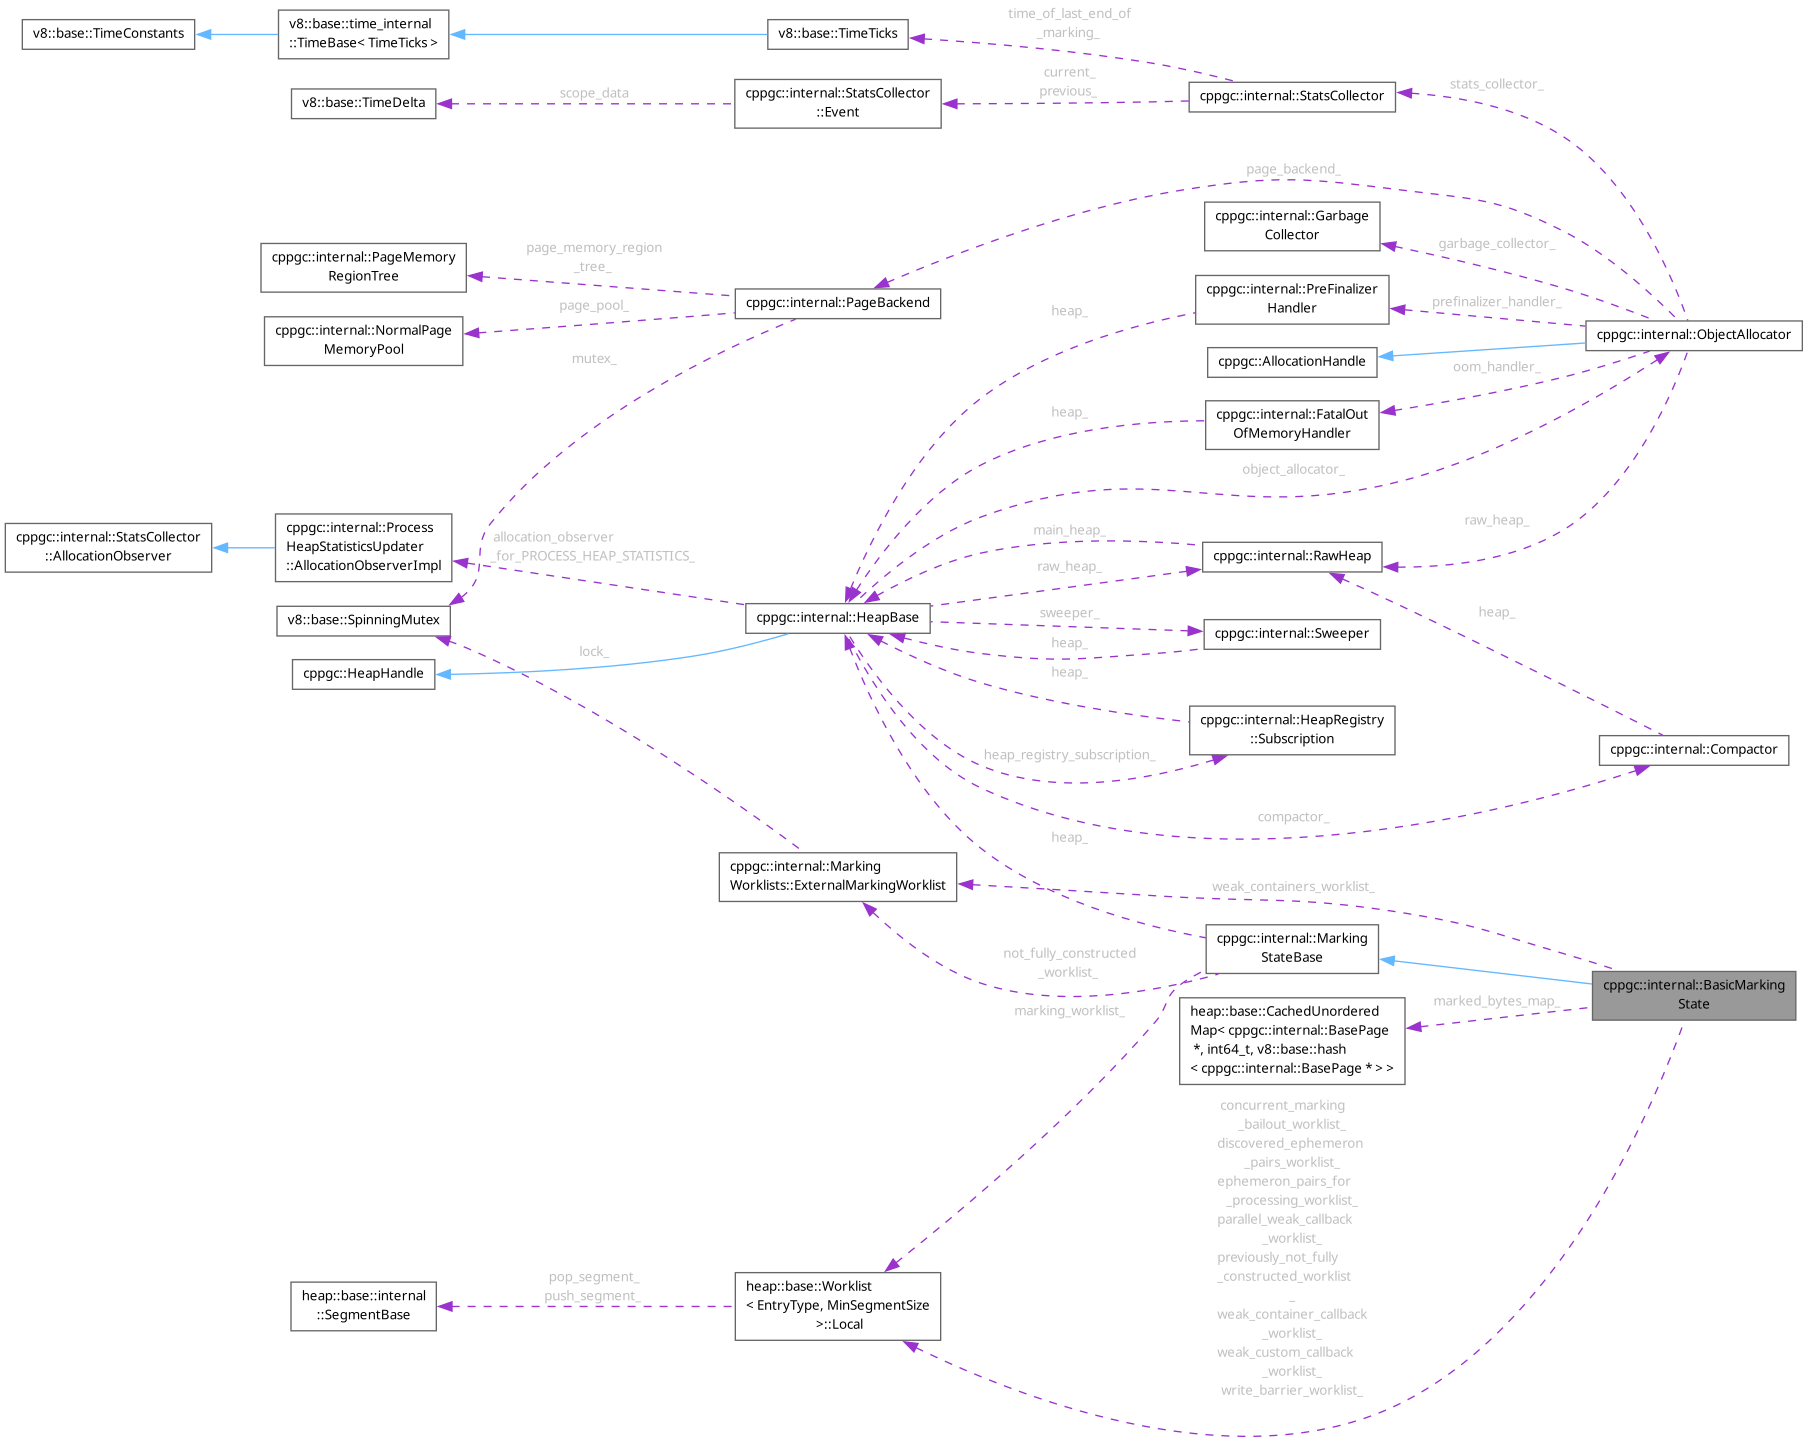 v8::base::TimeConstants
v8::base::time_internal
::TimeBase< TimeTicks >
v8::base::TimeTicks
time_of_last_end_of
_marking_
v8::base::TimeDelta
scope_data
cppgc::internal::StatsCollector
::Event
current_
previous_
cppgc::internal::StatsCollector
stats_collector_
page_backend_
cppgc::internal::Garbage
Collector
garbage_collector_
cppgc::internal::PageMemory
RegionTree
page_memory_region
_tree_
cppgc::internal::NormalPage
MemoryPool
page_pool_
cppgc::internal::PageBackend
heap_
cppgc::internal::PreFinalizer
Handler
prefinalizer_handler_
cppgc::internal::ObjectAllocator
mutex_
cppgc::AllocationHandle
oom_handler_
heap_
cppgc::internal::FatalOut
OfMemoryHandler
object_allocator_
cppgc::internal::StatsCollector
::AllocationObserver
cppgc::internal::Process
HeapStatisticsUpdater
::AllocationObserverImpl
allocation_observer
_for_PROCESS_HEAP_STATISTICS_
main_heap_
raw_heap_
cppgc::internal::RawHeap
raw_heap_
v8::base::SpinningMutex
cppgc::internal::HeapBase
sweeper_
heap_
cppgc::internal::Sweeper
heap_
cppgc::HeapHandle
lock_
heap_
cppgc::internal::HeapRegistry
::Subscription
heap_registry_subscription_
cppgc::internal::Compactor
compactor_
heap_
cppgc::internal::Marking
Worklists::ExternalMarkingWorklist
weak_containers_worklist_
not_fully_constructed
_worklist_
cppgc::internal::Marking
StateBase
cppgc::internal::BasicMarking
State
marking_worklist_
heap::base::CachedUnordered
Map< cppgc::internal::BasePage
*, int64_t, v8::base::hash
< cppgc::internal::BasePage * > >
marked_bytes_map_
concurrent_marking
_bailout_worklist_
discovered_ephemeron
_pairs_worklist_
ephemeron_pairs_for
_processing_worklist_
parallel_weak_callback
_worklist_
previously_not_fully
_constructed_worklist
_
weak_container_callback
_worklist_
weak_custom_callback
_worklist_
write_barrier_worklist_
heap::base::internal
::SegmentBase
pop_segment_
push_segment_
heap::base::Worklist
< EntryType, MinSegmentSize
>::Local